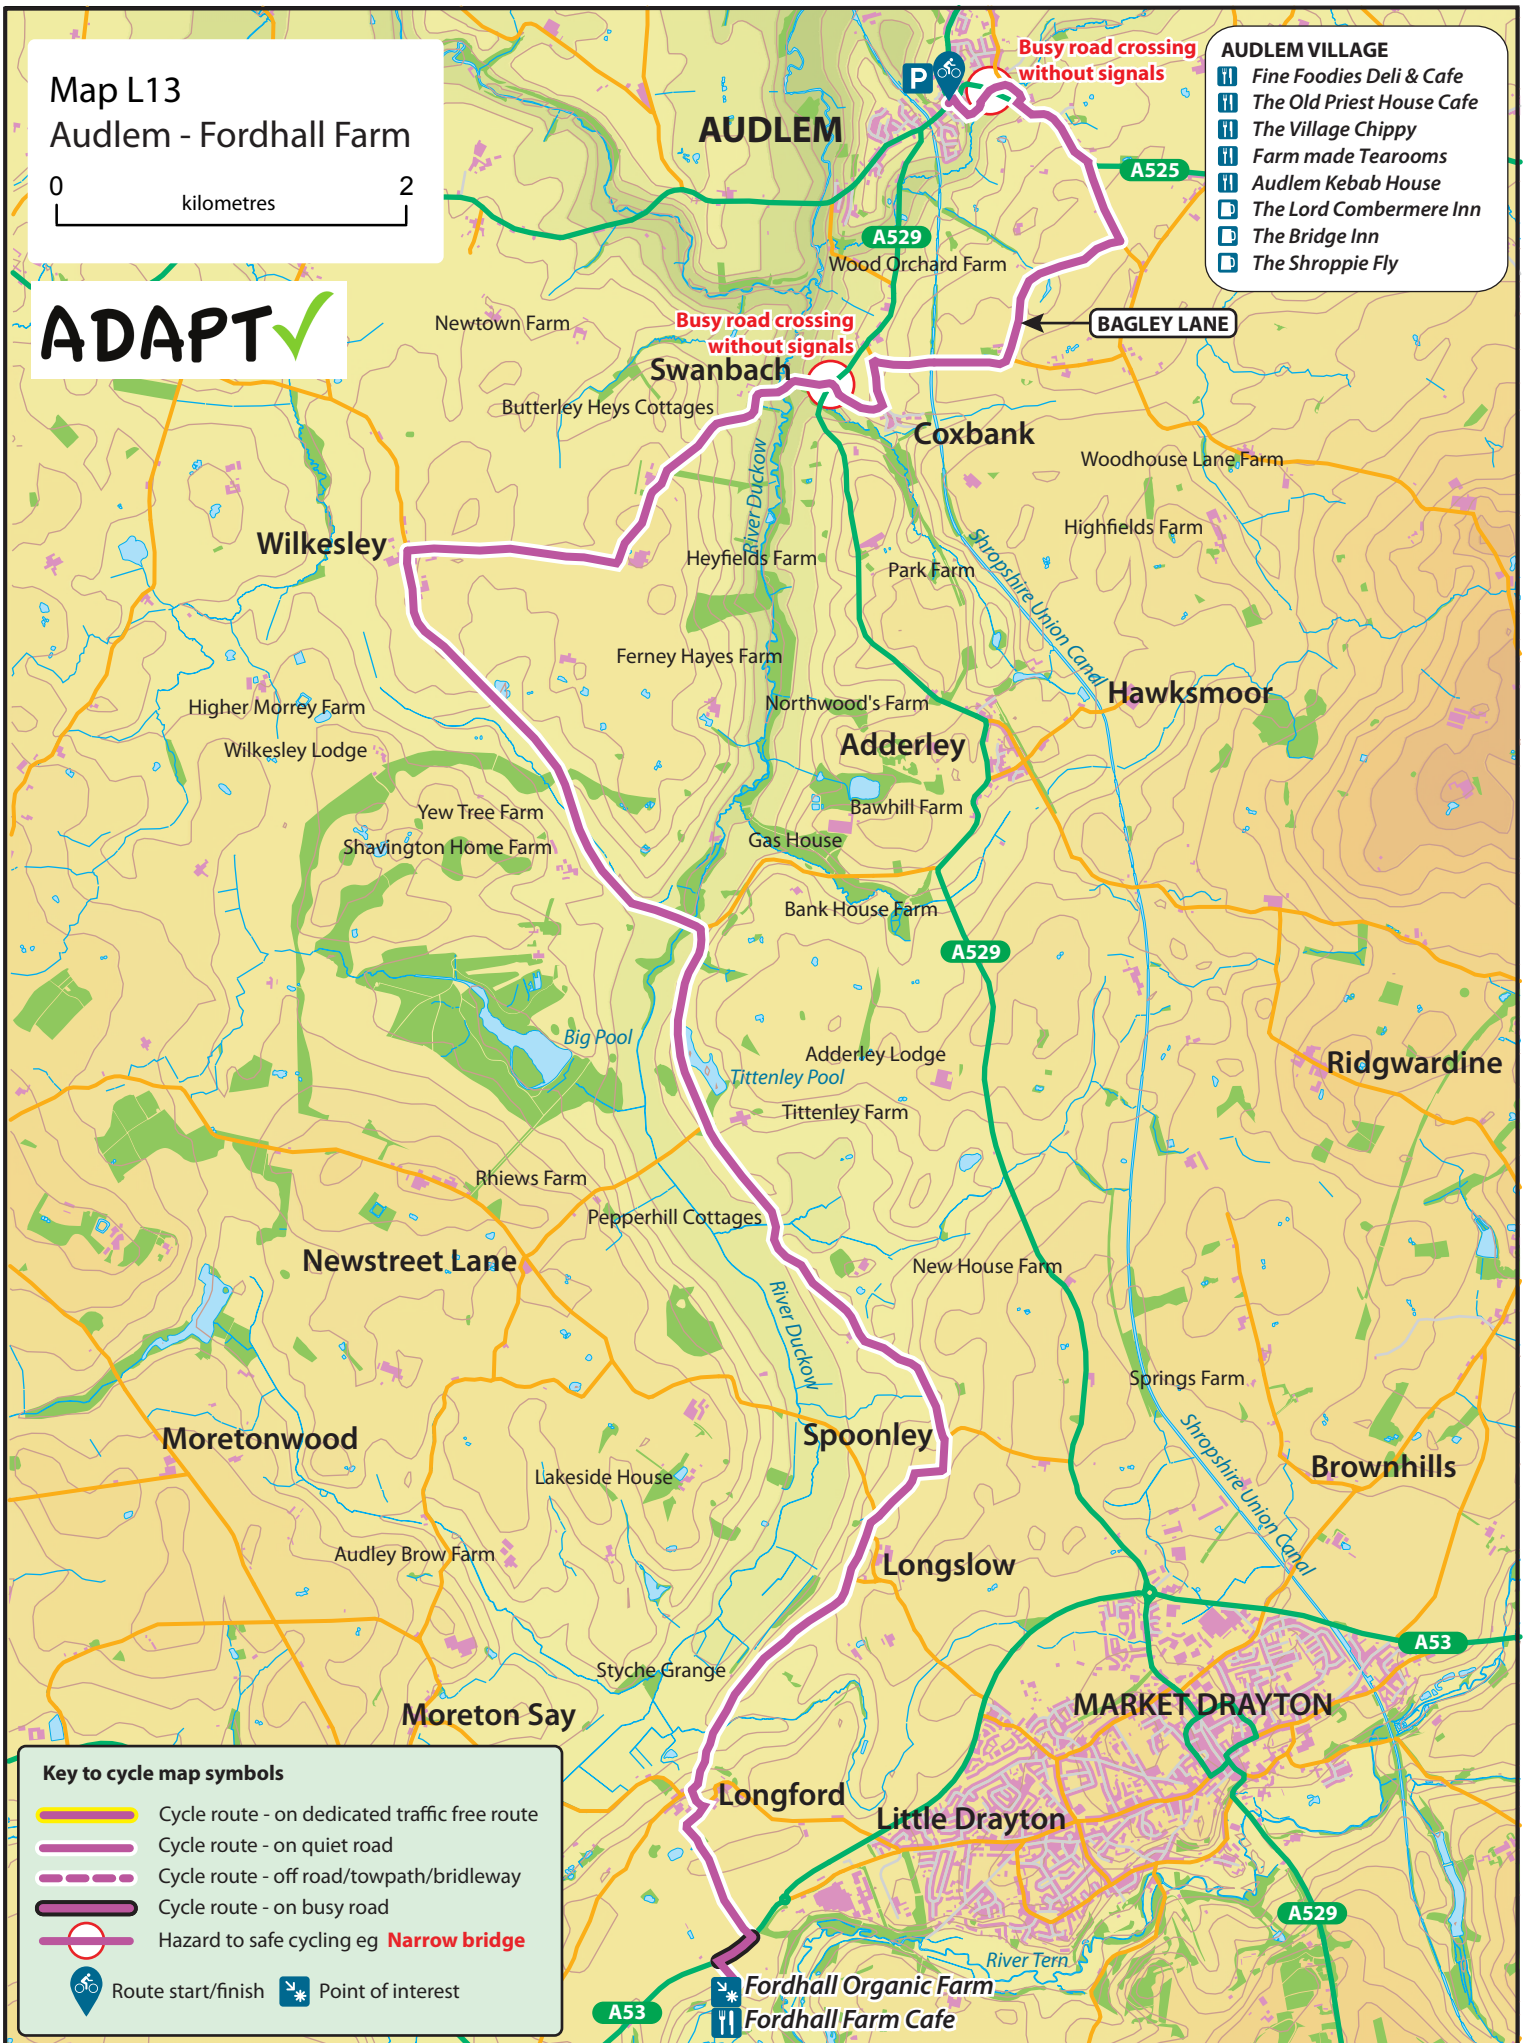 Map L13
Audlem - Fordhall Farm
0 2
kilometres
ADAPT
AUDLEM
P
Busy road crossing
without signals
AUDLEM VILLAGE
Fine Foodies Deli & Cafe
The Old Priest House Cafe
The Village Chippy
Farm made Tearooms
Audlem Kebab House
The Lord Combermere Inn
The Bridge Inn
The Shroppie Fly
A525
A529
Wood Orchard Farm
Newtown Farm
Busy road crossing
without signals
BAGLEY LANE
Swanbach
Butterley Heys Cottages
Coxbank
River Duckow
Woodhouse Lane Farm
Highfields Farm
Wilkesley
Heyfields Farm
Park Farm
Shropshire Union Canal
Ferney Hayes Farm
Higher Morrey Farm
Northwood's Farm
Hawksmoor
Wilkesley Lodge
Adderley
Yew Tree Farm
Bawhill Farm
Shavington Home Farm
Gas House
Bank House Farm
A529
Big Pool
Adderley Lodge
Ridgwardine
Tittenley Pool
Tittenley Farm
Rhiews Farm
Pepperhill Cottages
Newstreet Lane
New House Farm
River Duckow
Springs Farm
Moretonwood
Spoonley
Shropshire Union Canal
Brownhills
Lakeside House
Audley Brow Farm
Longslow
A53
Styche Grange
Moreton Say
MARKET DRAYTON
Longford
Little Drayton
Key to cycle map symbols
Cycle route - on dedicated traffic free route
Cycle route - on quiet road
Cycle route - off road/towpath/bridleway
Cycle route - on busy road
Hazard to safe cycling eg Narrow bridge
Route start/finish Point of interest
A529
River Tern
Fordhall Organic Farm
A53
Fordhall Farm Cafe